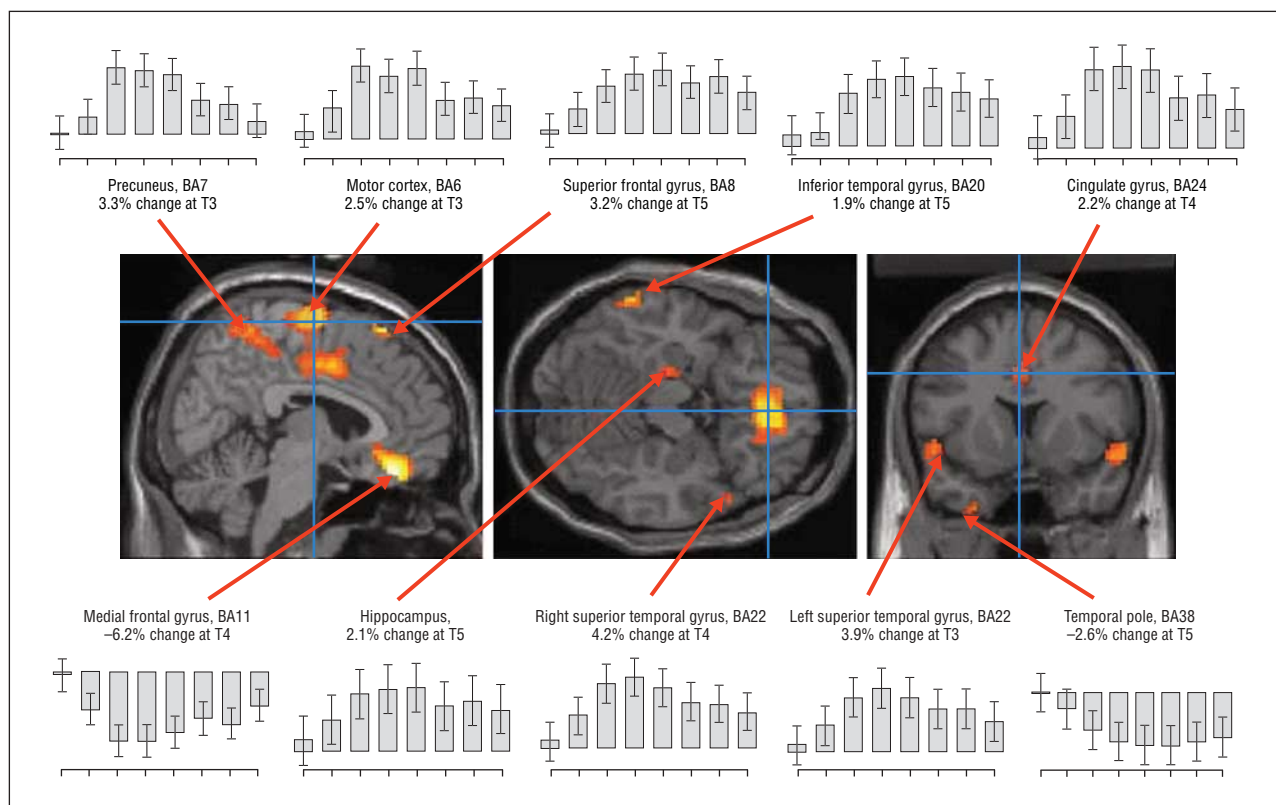 Precuneus, BA7
3.3% change at T3
Motor cortex, BA6
2.5% change at T3
Superior frontal gyrus, BA8
3.2% change at T5
Inferior temporal gyrus, BA20
1.9% change at T5
Cingulate gyrus, BA24
2.2% change at T4
Medial frontal gyrus, BA11
–6.2% change at T4
Hippocampus,
2.1% change at T5
Right superior temporal gyrus, BA22
4.2% change at T4
Left superior temporal gyrus, BA22
3.9% change at T3
Temporal pole, BA38
–2.6% change at T5